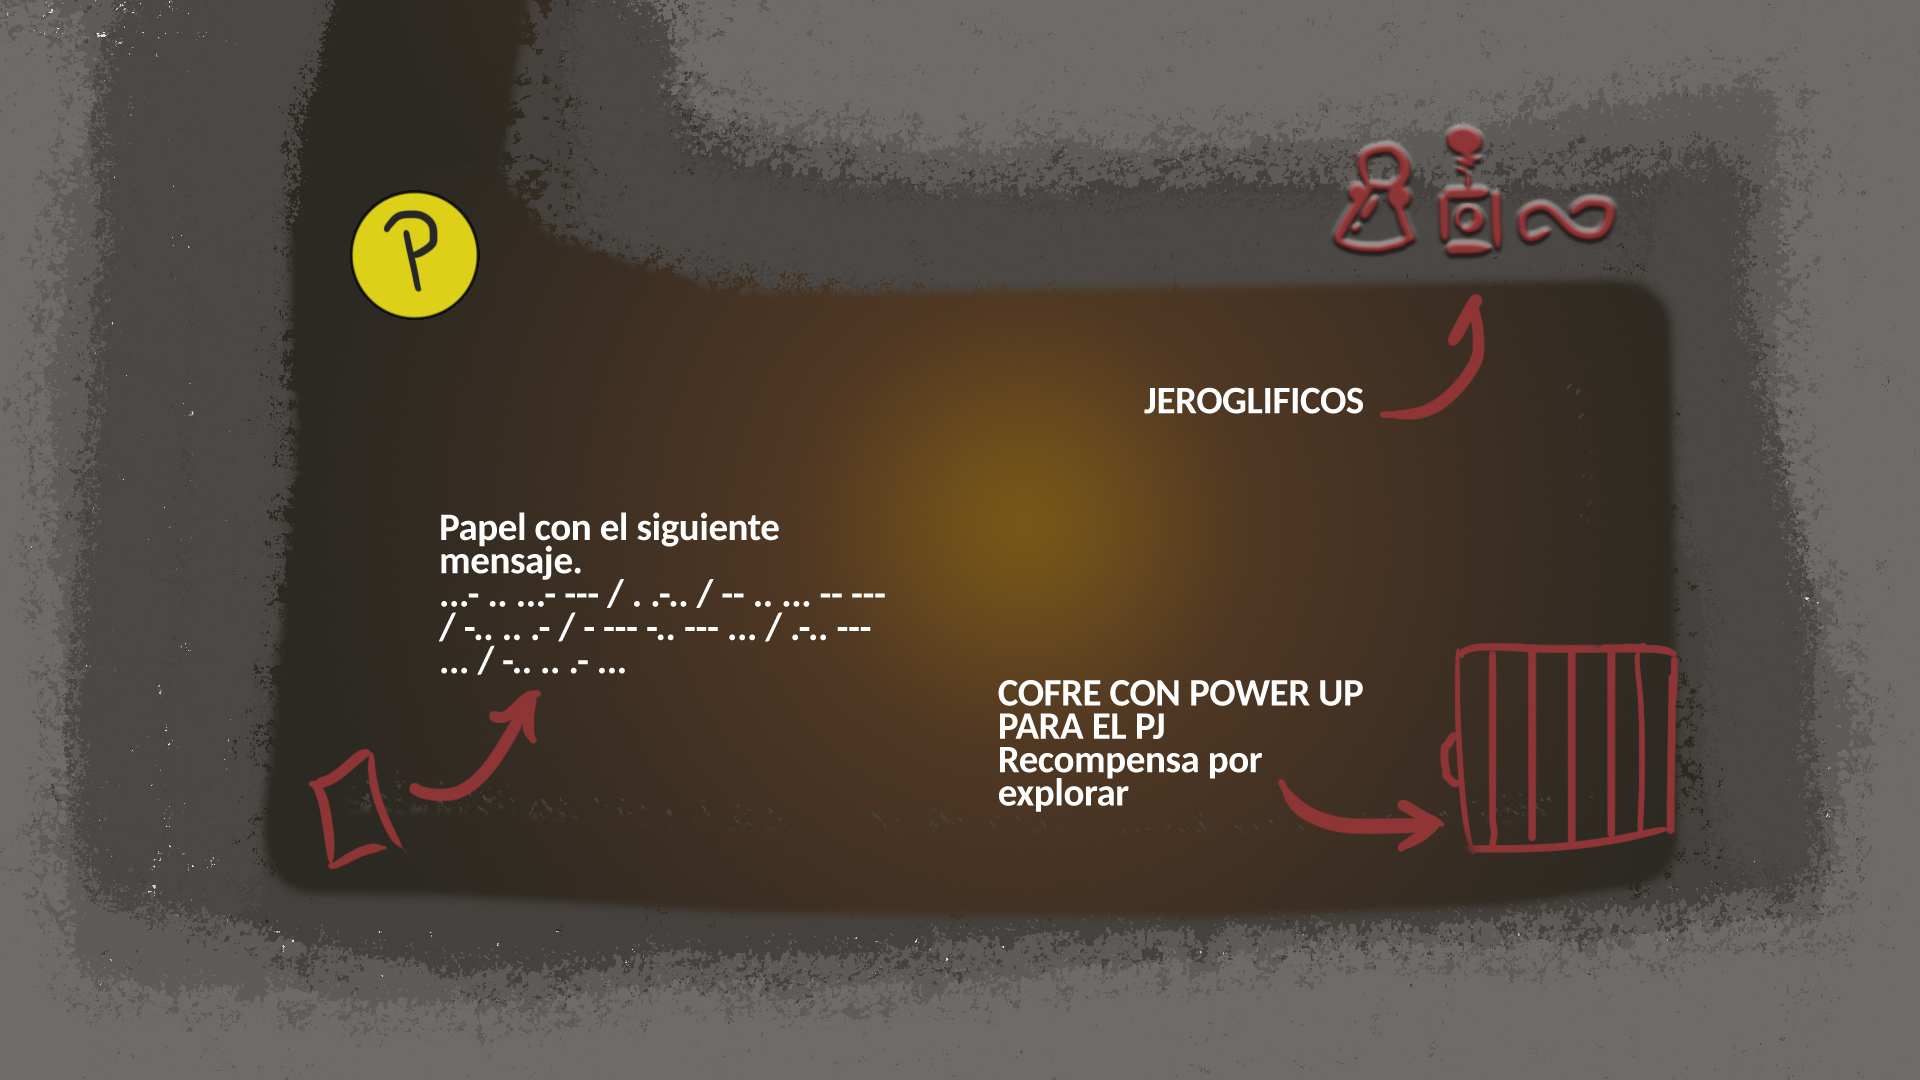 P
JEROGLIFICOS
Papel con el siguiente
mensaje.
...- .. ...- --- / . .-.. / -- .. ... -- ---
/ -.. .. .- / - --- -.. --- ... / .-.. ---
... / -.. .. .- ...
COFRE CON POWER UP
PARA EL PJ
Recompensa por
explorar